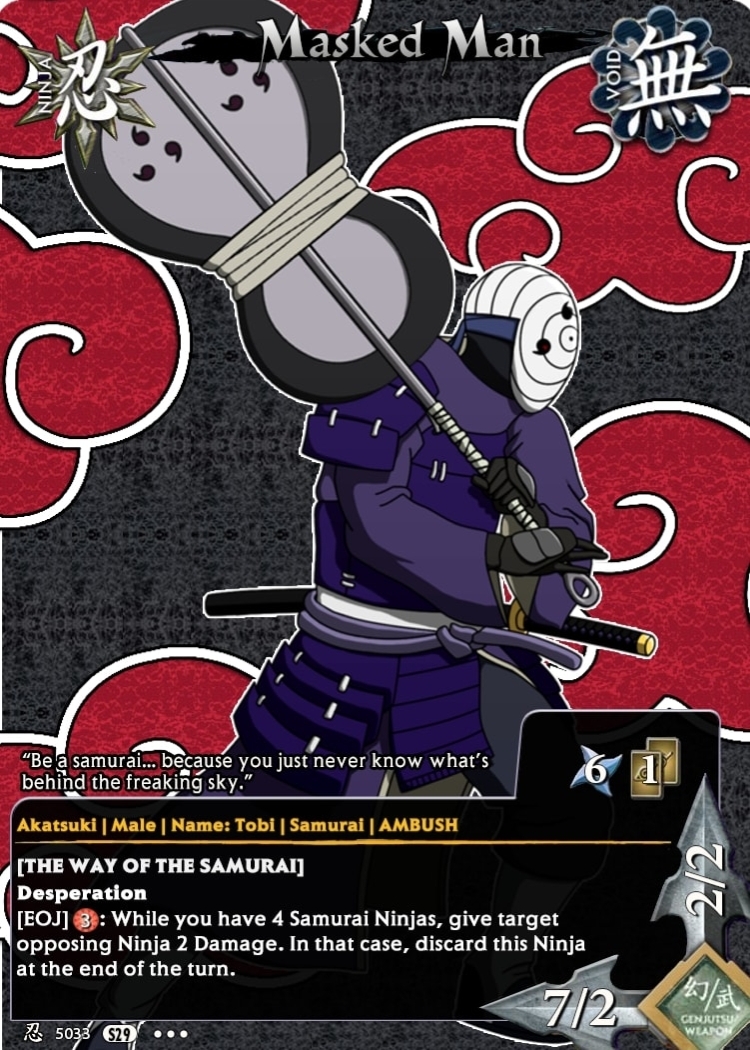 Masked Man
NINJA
忍
VOID
無
“Be a samurai... because you just never know what’s
behind the freaking sky.”
6 1
Akatsuki | Male | Name: Tobi | Samurai | AMBUSH
[THE WAY OF THE SAMURAI]
Desperation
[EOJ] 3: While you have 4 Samurai Ninjas, give target
opposing Ninja 2 Damage. In that case, discard this Ninja
at the end of the turn.
2/2
7/2
幻/武
GENJUTSU/
WEAPON
忍 5033 S29